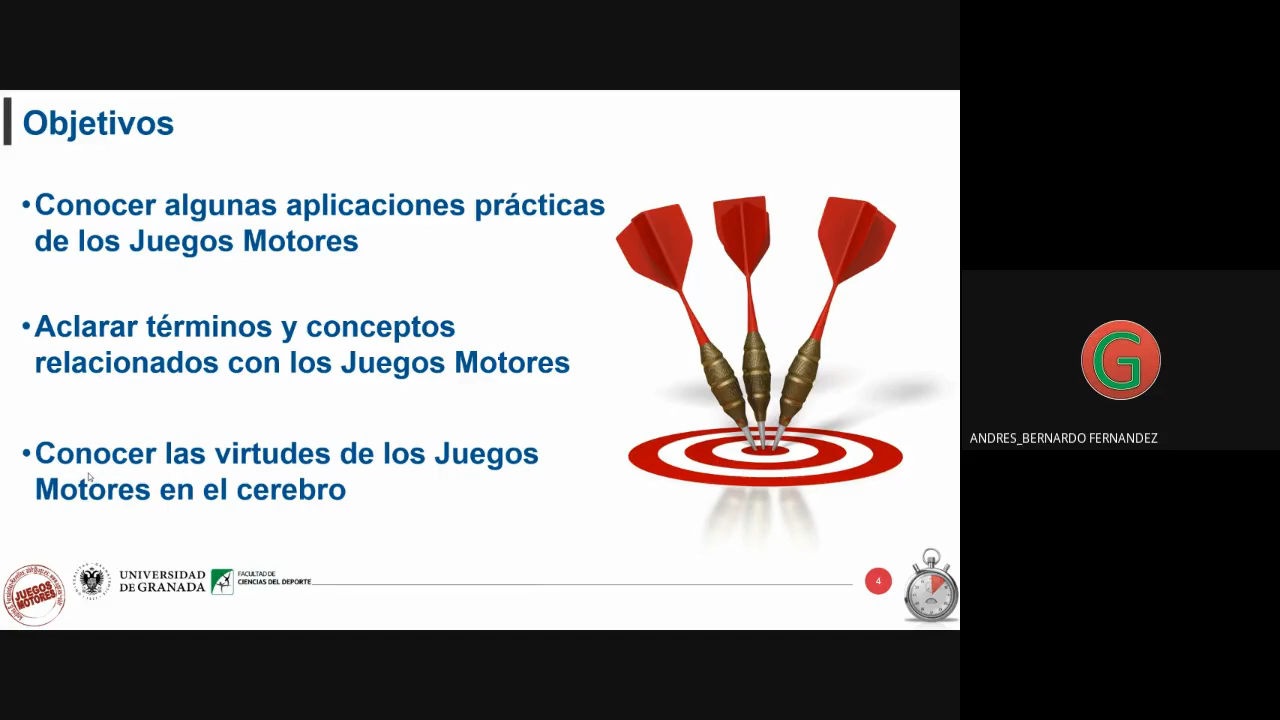 Objetivos
•Conocer algunas aplicaciones prácticas
de los Juegos Motores
•Aclarar términos y conceptos
relacionados con los Juegos Motores
•Conocer las virtudes de los Juegos
Motores en el cerebro
JUEGOS
MOTORES
UNIVERSIDAD
DE GRANADA
FACULTAD DE
CIENCIAS DEL DEPORTE
4
G
ANDRES_BERNARDO FERNANDEZ